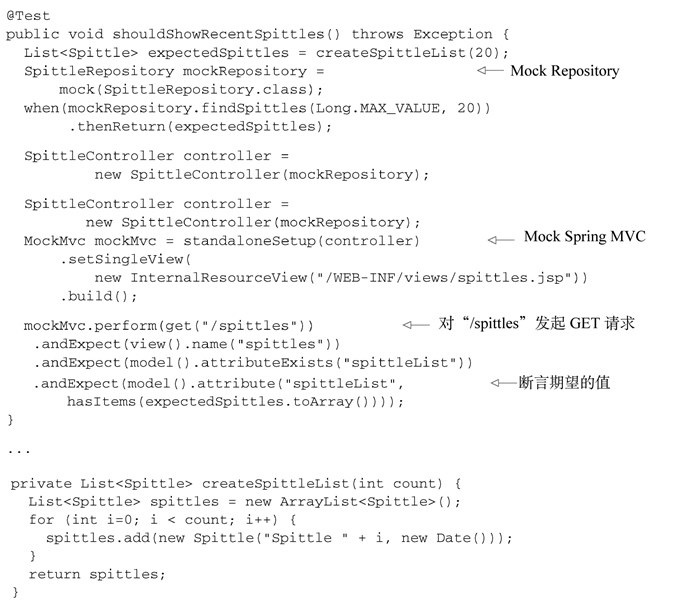 @Test
public void shouldShowRecentSpittles() throws Exception {
List<Spittle> expectedSpittles = createSpittleList(20);
SpittleRepository mockRepository = Mock Repository
mock(SpittleRepository.class);
when(mockRepository.findSpittles(Long.MAX_VALUE, 20))
.thenReturn(expectedSpittles);
SpittleController controller =
new SpittleController(mockRepository);
SpittleController controller =
new SpittleController(mockRepository);
MockMvc mockMvc = standaloneSetup(controller) Mock Spring MVC
.setSingleView(
new InternalResourceView("/WEB-INF/views/spittles.jsp"))
.build();
mockMvc.perform(get("/spittles")) 对“/spittles”发起 GET 请求
.andExpect(view().name("spittles"))
.andExpect(model().attributeExists("spittleList"))
.andExpect(model().attribute("spittleList", 断言期望的值
hasItems(expectedSpittles.toArray())));
}
...
private List<Spittle> createSpittleList(int count) {
List<Spittle> spittles = new ArrayList<Spittle>();
for (int i=0; i < count; i++) {
spittles.add(new Spittle("Spittle " + i, new Date()));
}
return spittles;
}